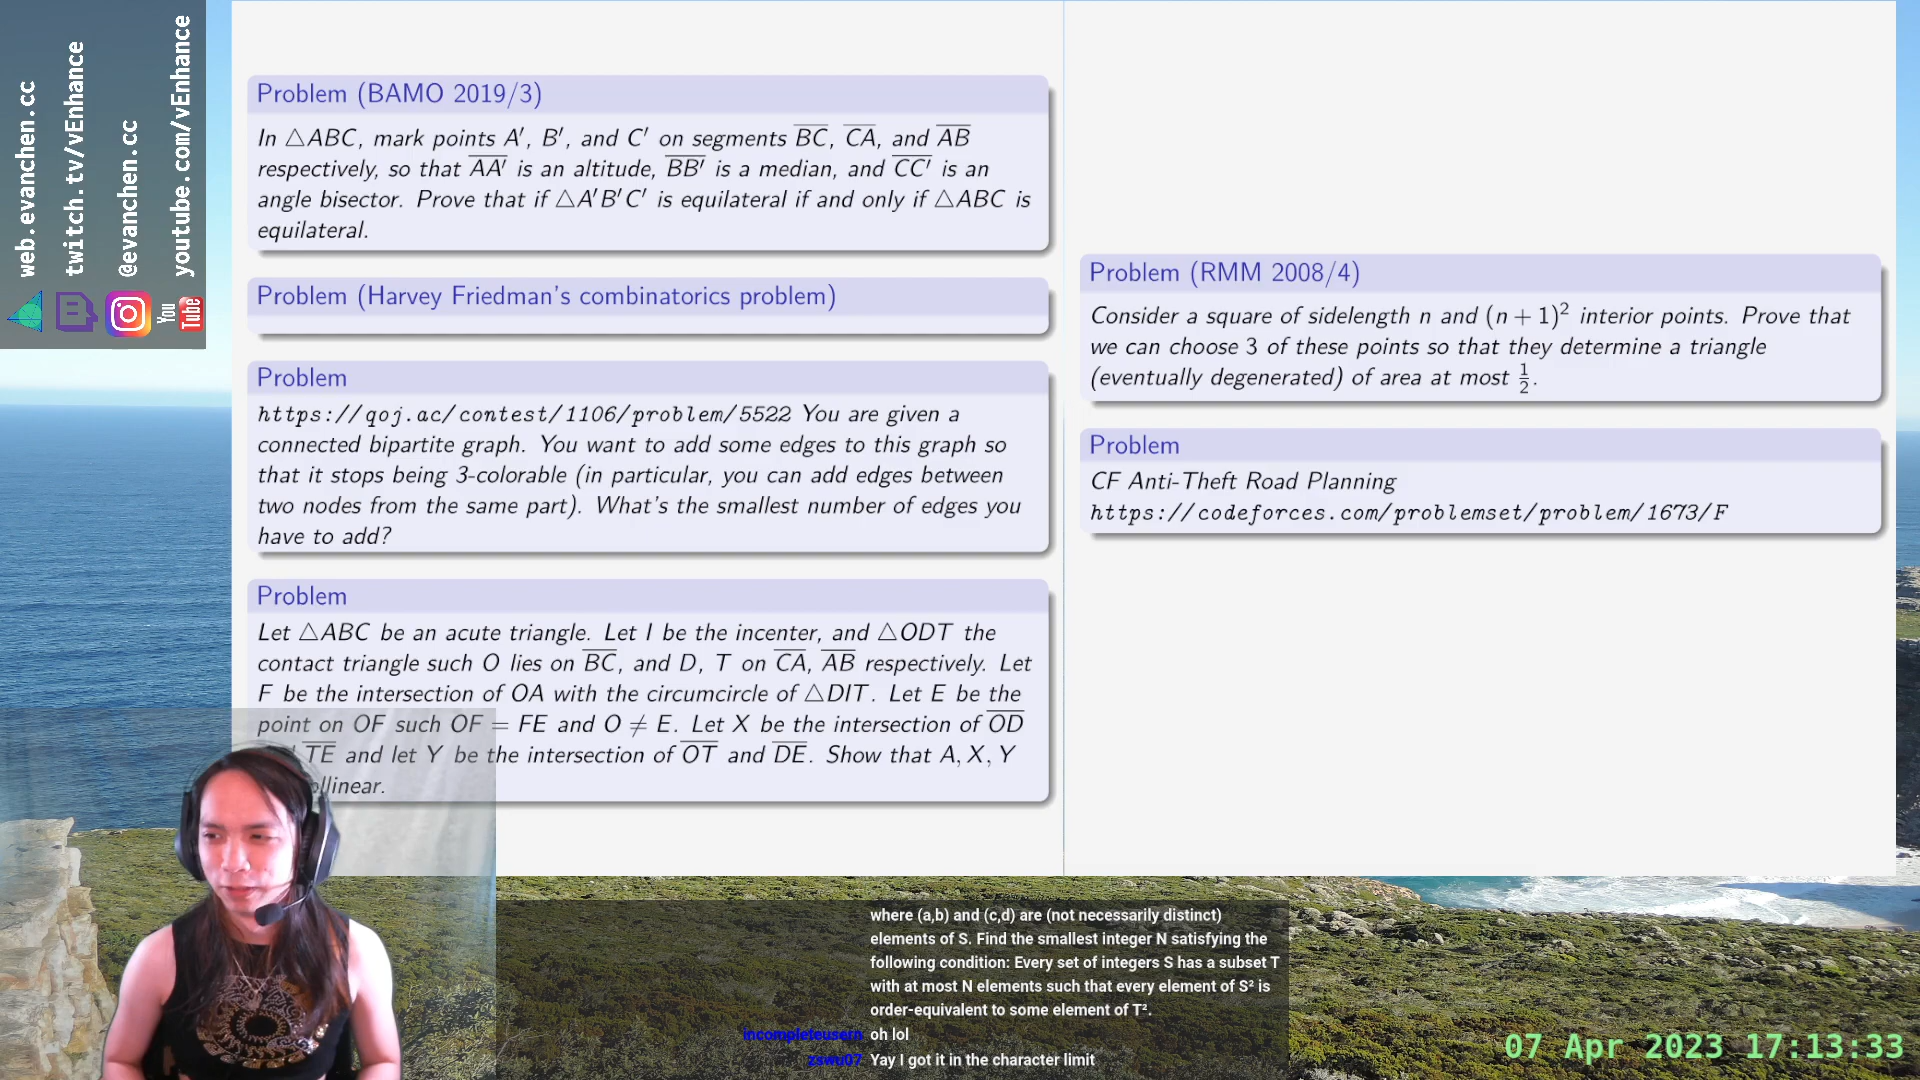 web.evanchen.cc
twitch.tv/vEnhance
@evanchen.cc
youtube.com/vEnhance
You
Tube
Problem (BAMO 2019/3)
In △ABC, mark points A′, B′, and C′ on segments BC, CA, and AB
respectively, so that AA′ is an altitude, BB′ is a median, and CC′ is an
angle bisector. Prove that if △A′B′C′ is equilateral if and only if △ABC is
equilateral.
Problem (Harvey Friedman's combinatorics problem)
Problem
https://qoj.ac/contest/1106/problem/5522 You are given a
connected bipartite graph. You want to add some edges to this graph so
that it stops being 3-colorable (in particular, you can add edges between
two nodes from the same part). What's the smallest number of edges you
have to add?
Problem
Let △ABC be an acute triangle. Let I be the incenter, and △ODT the
contact triangle such O lies on BC, and D, T on CA, AB respectively. Let
F be the intersection of OA with the circumcircle of △DIT. Let E be the
point on OF such OF = FE and O ≠ E. Let X be the intersection of OD
TE and let Y be the intersection of OT and DE. Show that A, X, Y
ollinear.
Problem (RMM 2008/4)
Consider a square of sidelength n and (n + 1)² interior points. Prove that
we can choose 3 of these points so that they determine a triangle
(eventually degenerated) of area at most 1/2.
Problem
CF Anti-Theft Road Planning
https://codeforces.com/problemset/problem/1673/F
where (a,b) and (c,d) are (not necessarily distinct)
elements of S. Find the smallest integer N satisfying the
following condition: Every set of integers S has a subset T
with at most N elements such that every element of S² is
order-equivalent to some element of T².
incompleteusern oh lol
zswu07 Yay I got it in the character limit
07 Apr 2023 17:13:33